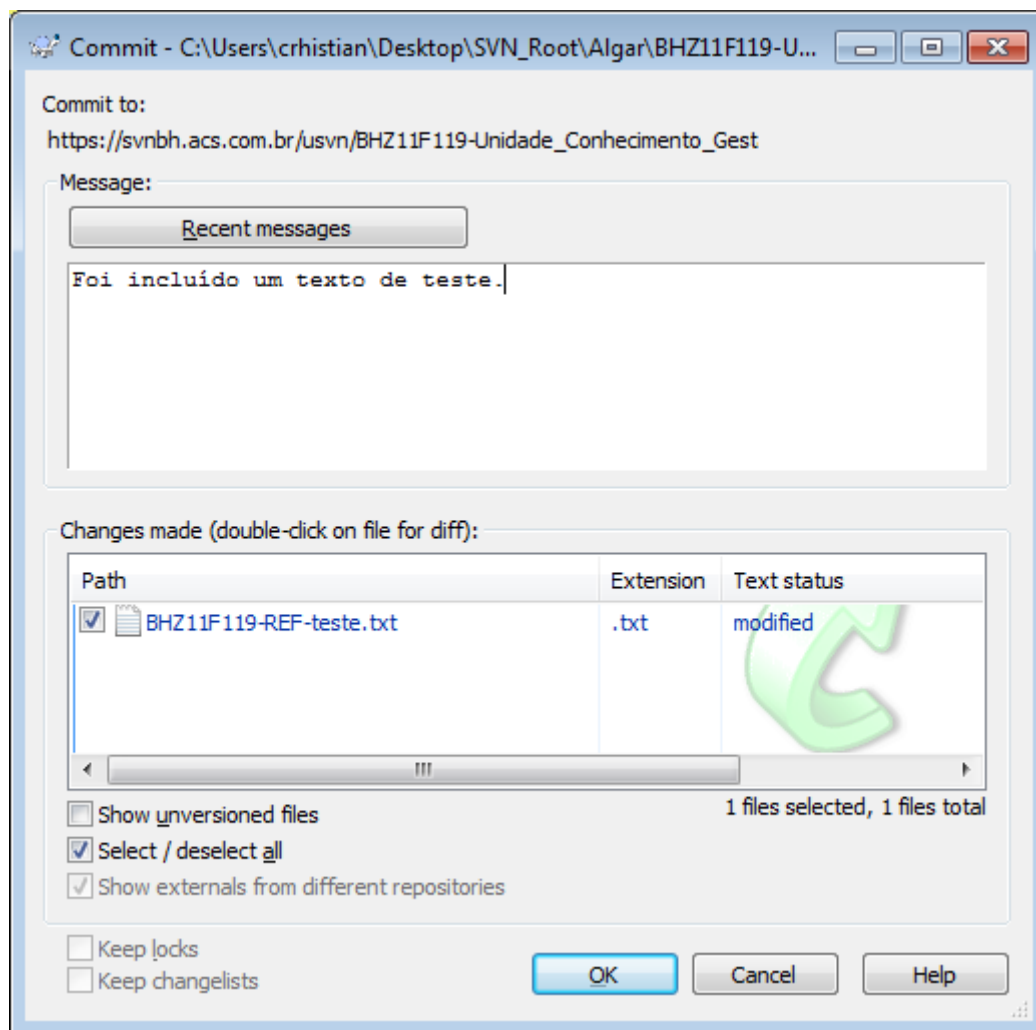 Commit - C:\Users\crhistian\Desktop\SVN_Root\Algar\BHZ11F119-U...
Commit to:
https://svnbh.acs.com.br/usvn/BHZ11F119-Unidade_Conhecimento_Gest
Message:
Recent messages
Foi incluído um texto de teste.
Changes made (double-click on file for diff):
Path Extension Text status
BHZ11F119-REF-teste.txt .txt modified
1 files selected, 1 files total
Show unversioned files
Select / deselect all
Show externals from different repositories
Keep locks
Keep changelists
OK Cancel Help